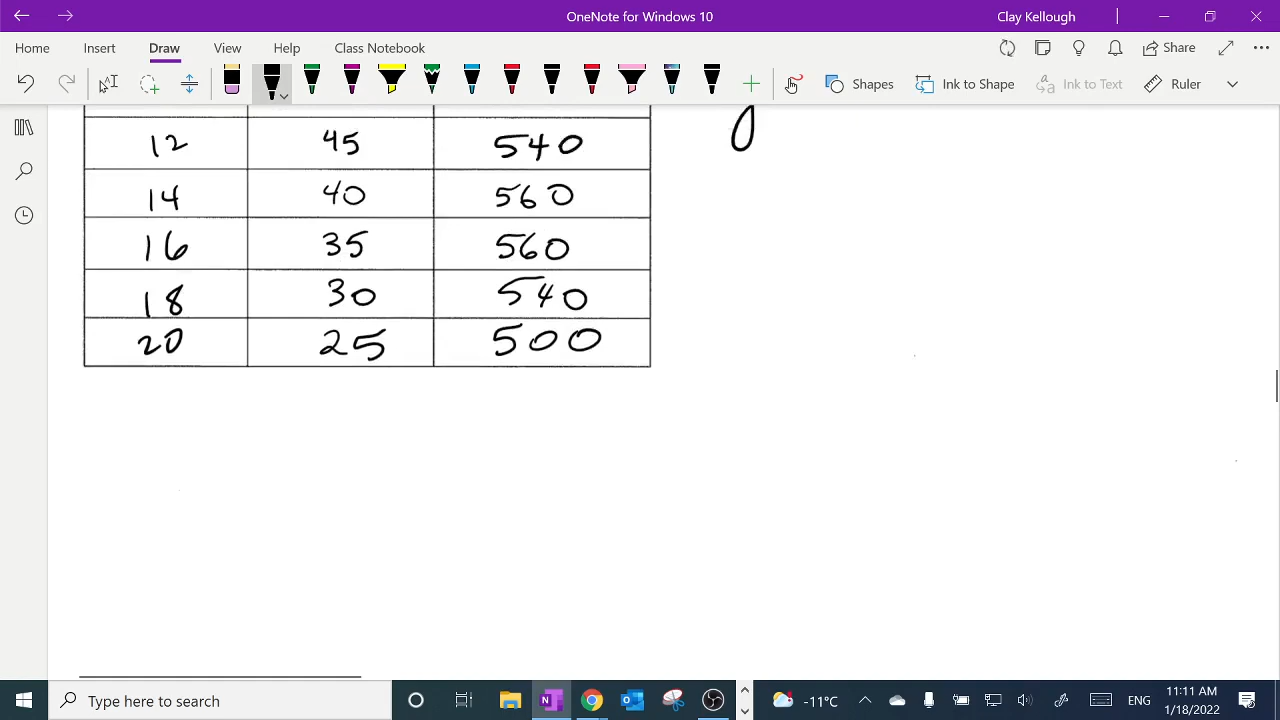 OneNote for Windows 10
Clay Kellough
Home Insert Draw View Help Class Notebook
Share
Shapes Ink to Shape Ink to Text Ruler
12 45 540
14 40 560
16 35 560
18 30 540
20 25 500
Type here to search
-11°C
ENG
11:11 AM
1/18/2022